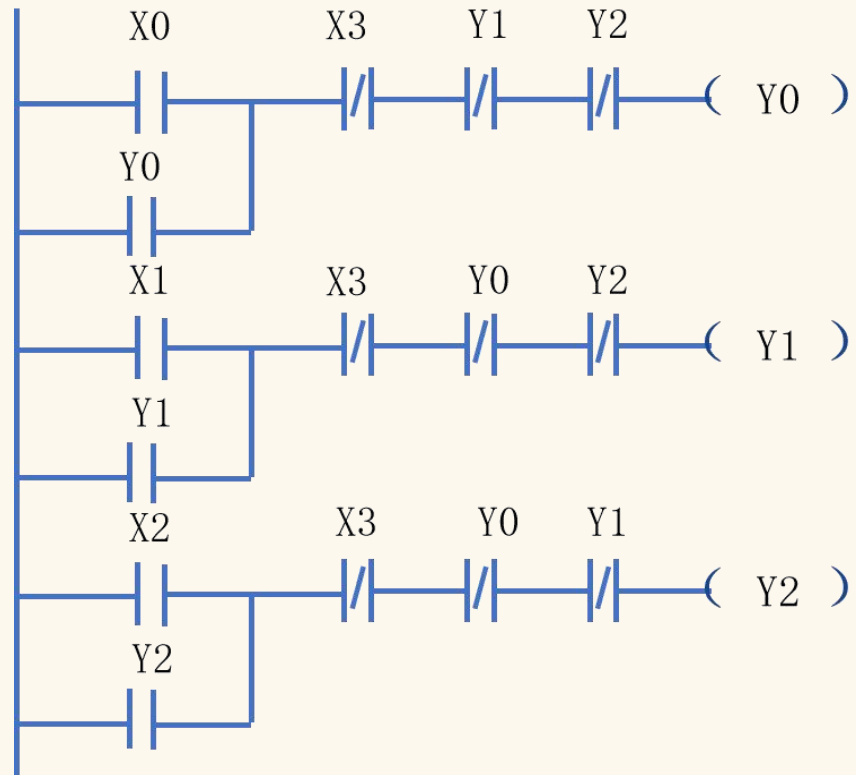 X0 X3 Y1 Y2
( Y0 )
Y0
X1 X3 Y0 Y2
( Y1 )
Y1
X2 X3 Y0 Y1
( Y2 )
Y2